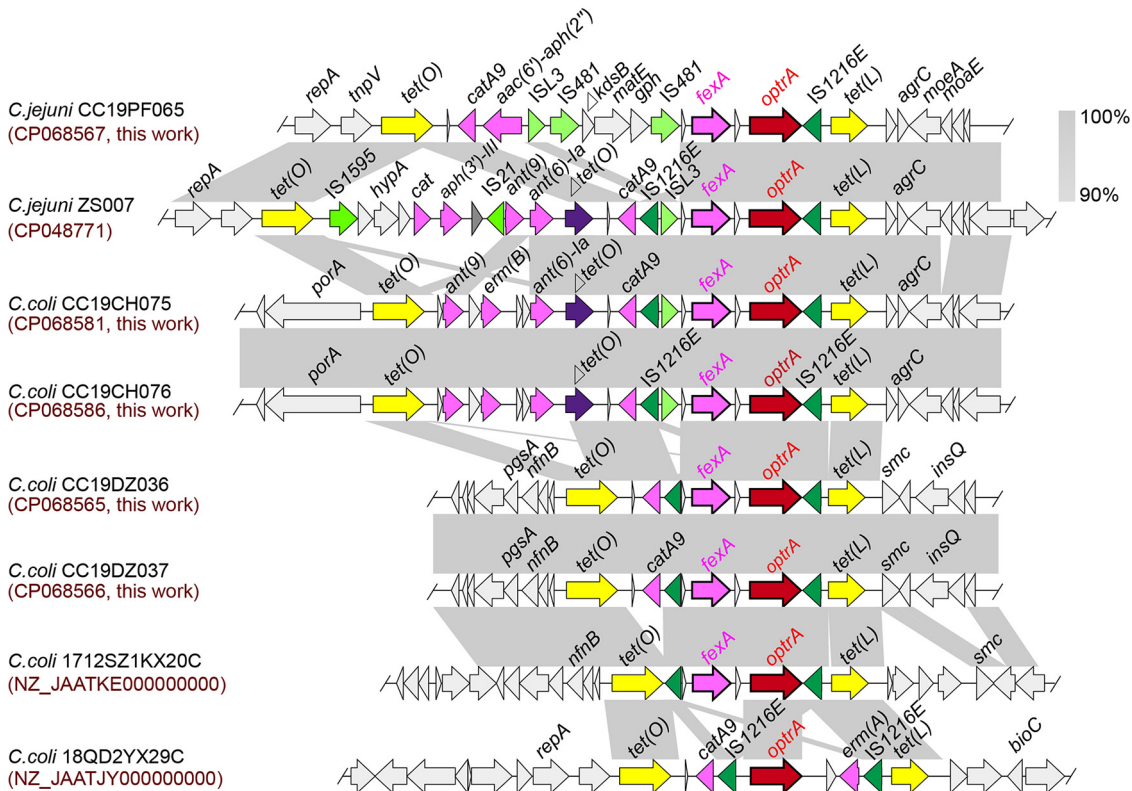 repA tnpV tet(O) catA9 aac(6')-aph(2") ISL3 IS481 kdsB matE gph IS481 fexA optrA IS1216E tet(L) agrC moeA moaE
C.jejuni CC19PF065
(CP068567, this work)
100%
90%
repA tet(O) IS1595 hypA cat aph(3')-III IS21 ant(9) ant(6)-Ia tet(O) catA9 IS1216E ISL3 tet(L) agrC
C.jejuni ZS007
(CP048771)
porA tet(O) ant(9) erm(B) ant(6)-Ia tet(O) catA9 fexA optrA tet(L) agrC
C.coli CC19CH075
(CP068581, this work)
porA tet(O) tet(O) IS1216E fexA optrA IS1216E tet(L) agrC
C.coli CC19CH076
(CP068586, this work)
pgsA nfnB tet(O) fexA optrA tet(L) smc insQ
C.coli CC19DZ036
(CP068565, this work)
pgsA nfnB tet(O) catA9 fexA optrA tet(L) smc insQ
C.coli CC19DZ037
(CP068566, this work)
nfnB tet(O) fexA optrA tet(L) smc
C.coli 1712SZ1KX20C
(NZ_JAATKE000000000)
repA tet(O) catA9 IS1216E optrA erm(A) IS1216E tet(L) bioC
C.coli 18QD2YX29C
(NZ_JAATJY000000000)